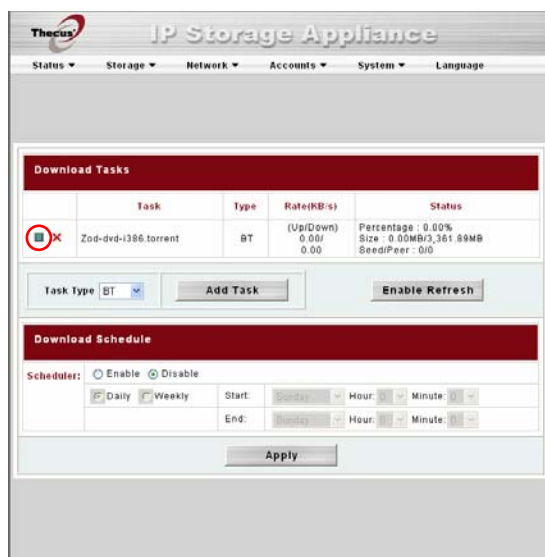 Thecus
IP Storage Appliance
Status Storage Network Accounts System Language
Download Tasks
Task Type Rate(KB/s) Status
Zod-dvd-i386.torrent BT (Up/Down) 0.00/ 0.00 Percentage : 0.00%
Size : 0.00MB/3,361.89MB
Seed/Peer : 0/0
Task Type BT Add Task Enable Refresh
Download Schedule
Scheduler: Enable Disable
Daily Weekly Start: Sunday Hour: 0 Minute: 0
End: Sunday Hour: 0 Minute: 0
Apply